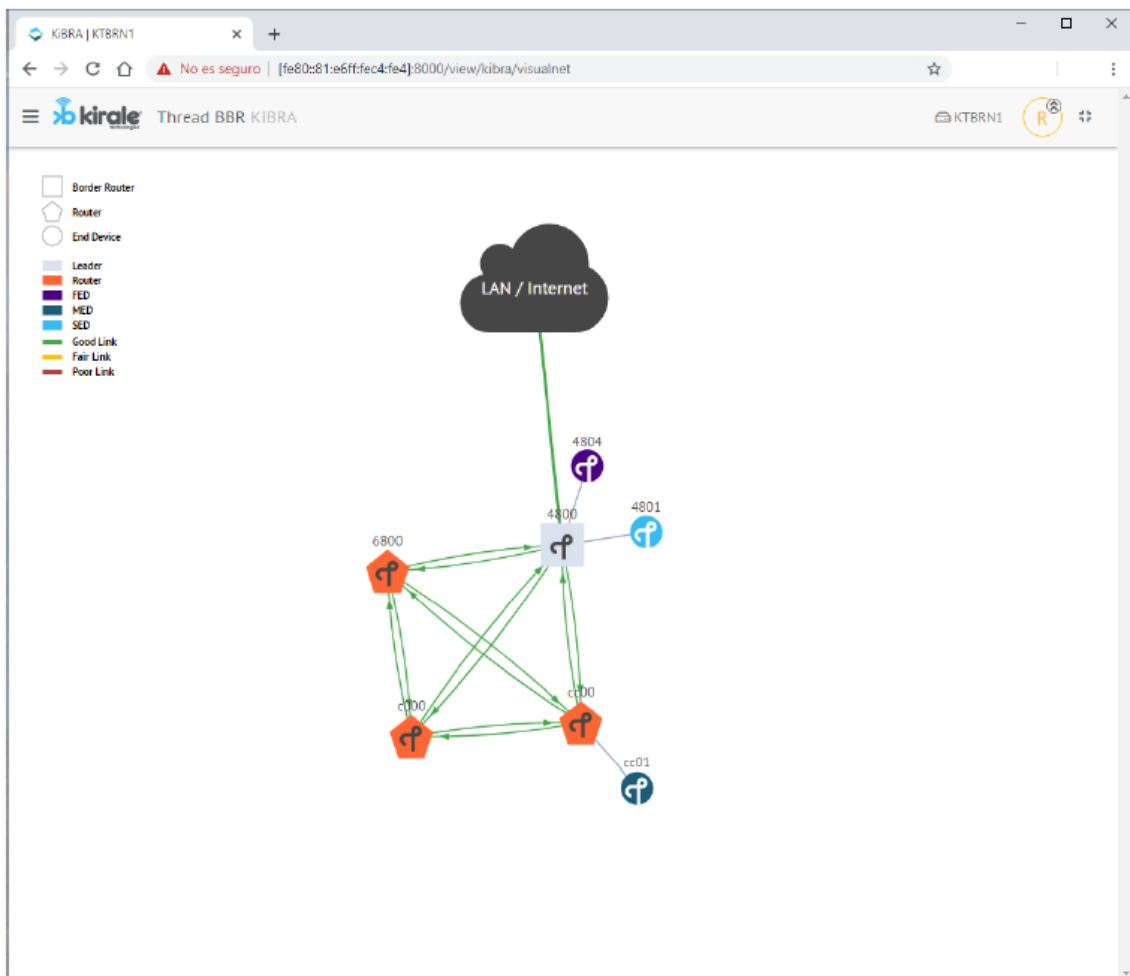 KiBRA | KTBRN1
No es seguro | [fe80::81:e6ff:fec4:fe4]:8000/view/kibra/visualnet
kirale Thread BBR KiBRA KTBRN1 R
technologies
Border Router
Router
End Device
Leader
Router
FED
MED
SED
Good Link
Fair Link
Poor Link
LAN / Internet
4804
4801
4800
6800
c000
cc00
cc01